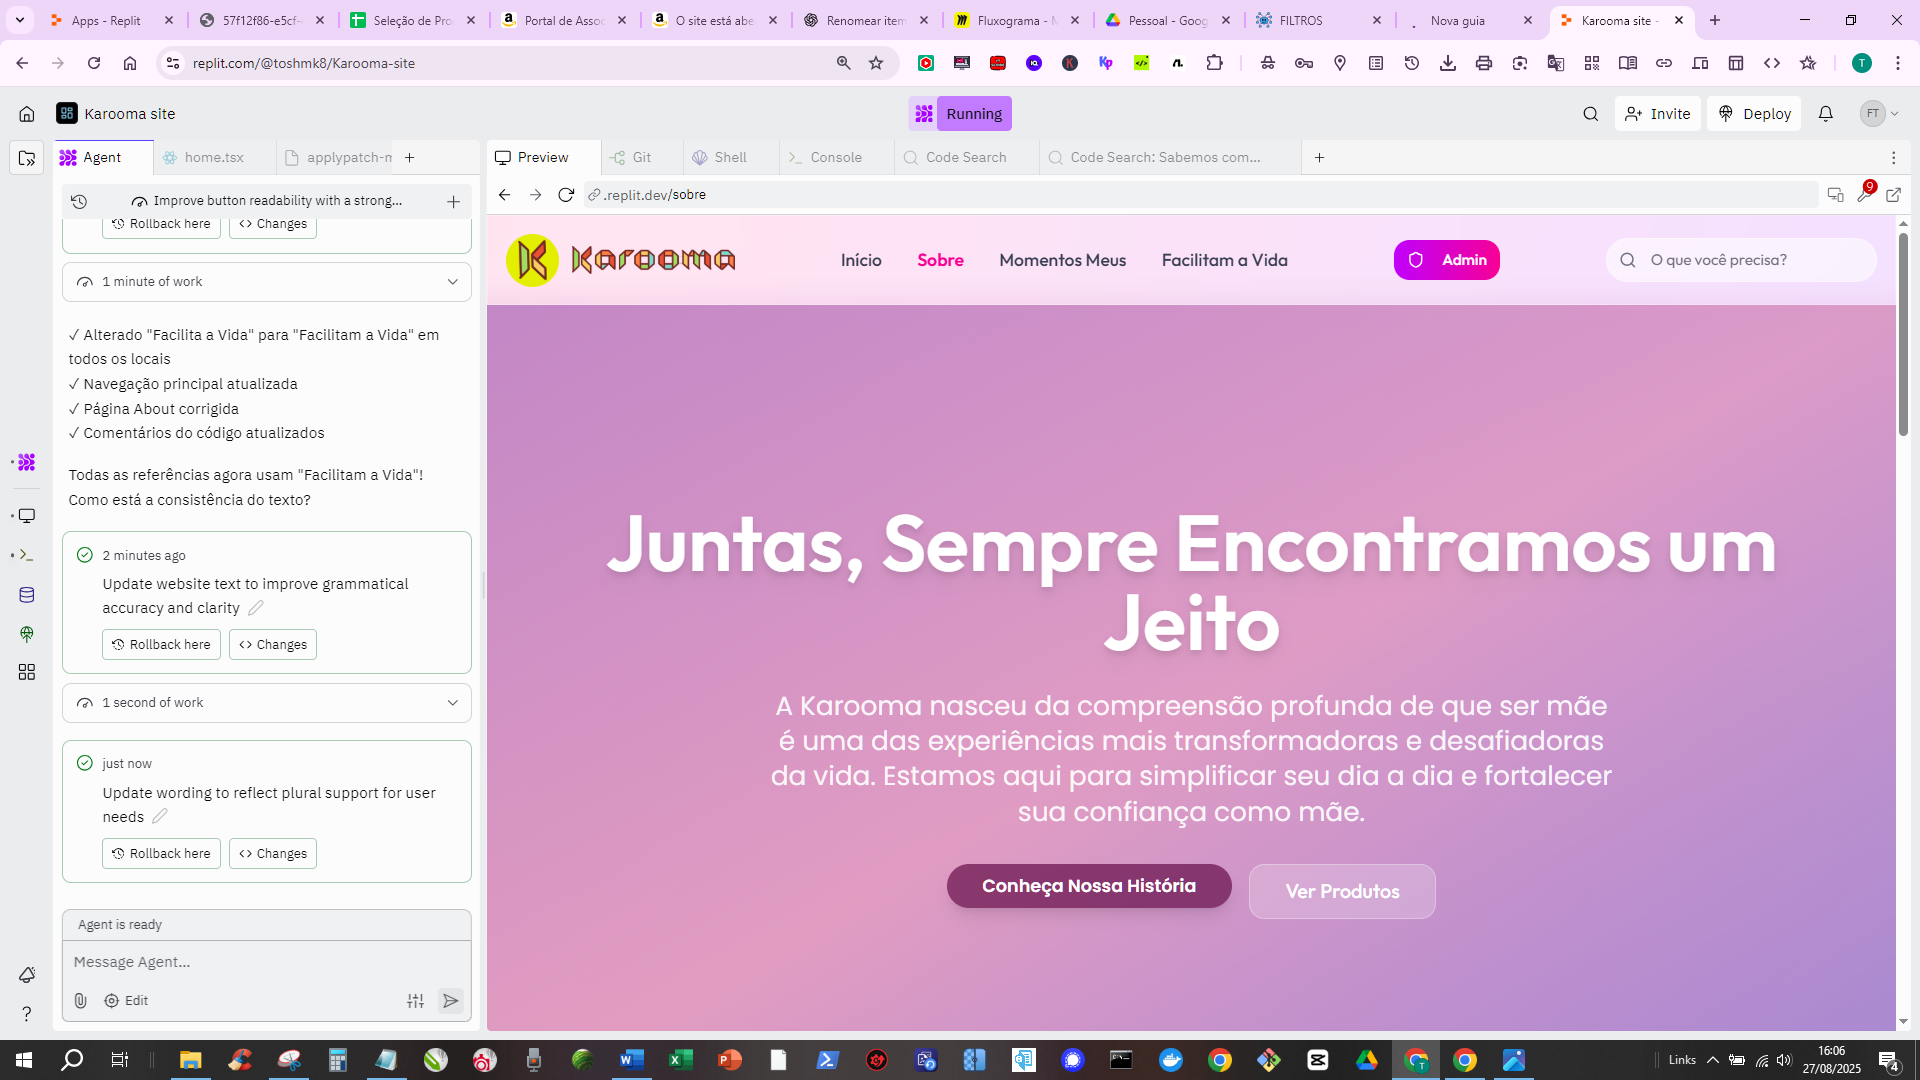 Apps - Replit
57f12f86-e5cf-
Seleção de Pro
Portal de Assoc
O site está abe
Renomear item
Fluxograma - M
Pessoal - Goog
FILTROS
Nova guia
Karooma site -
replit.com/@toshmk8/Karooma-site
T
Karooma site
Running
Invite
Deploy
FT
Agent
home.tsx
applypatch-m
Preview
Git
Shell
Console
Code Search
Code Search: Sabemos com...
Improve button readability with a strong...
.replit.dev/sobre
9
Rollback here
Changes
1 minute of work
✓ Alterado "Facilita a Vida" para "Facilitam a Vida" em
todos os locais
✓ Navegação principal atualizada
✓ Página About corrigida
✓ Comentários do código atualizados
Todas as referências agora usam "Facilitam a Vida"!
Como está a consistência do texto?
2 minutes ago
Update website text to improve grammatical
accuracy and clarity
Rollback here
Changes
1 second of work
just now
Update wording to reflect plural support for user
needs
Rollback here
Changes
Agent is ready
Message Agent...
Edit
Karooma
Início
Sobre
Momentos Meus
Facilitam a Vida
Admin
O que você precisa?
Juntas, Sempre Encontramos um
Jeito
A Karooma nasceu da compreensão profunda de que ser mãe
é uma das experiências mais transformadoras e desafiadoras
da vida. Estamos aqui para simplificar seu dia a dia e fortalecer
sua confiança como mãe.
Conheça Nossa História
Ver Produtos
Links
16:06
27/08/2025
4